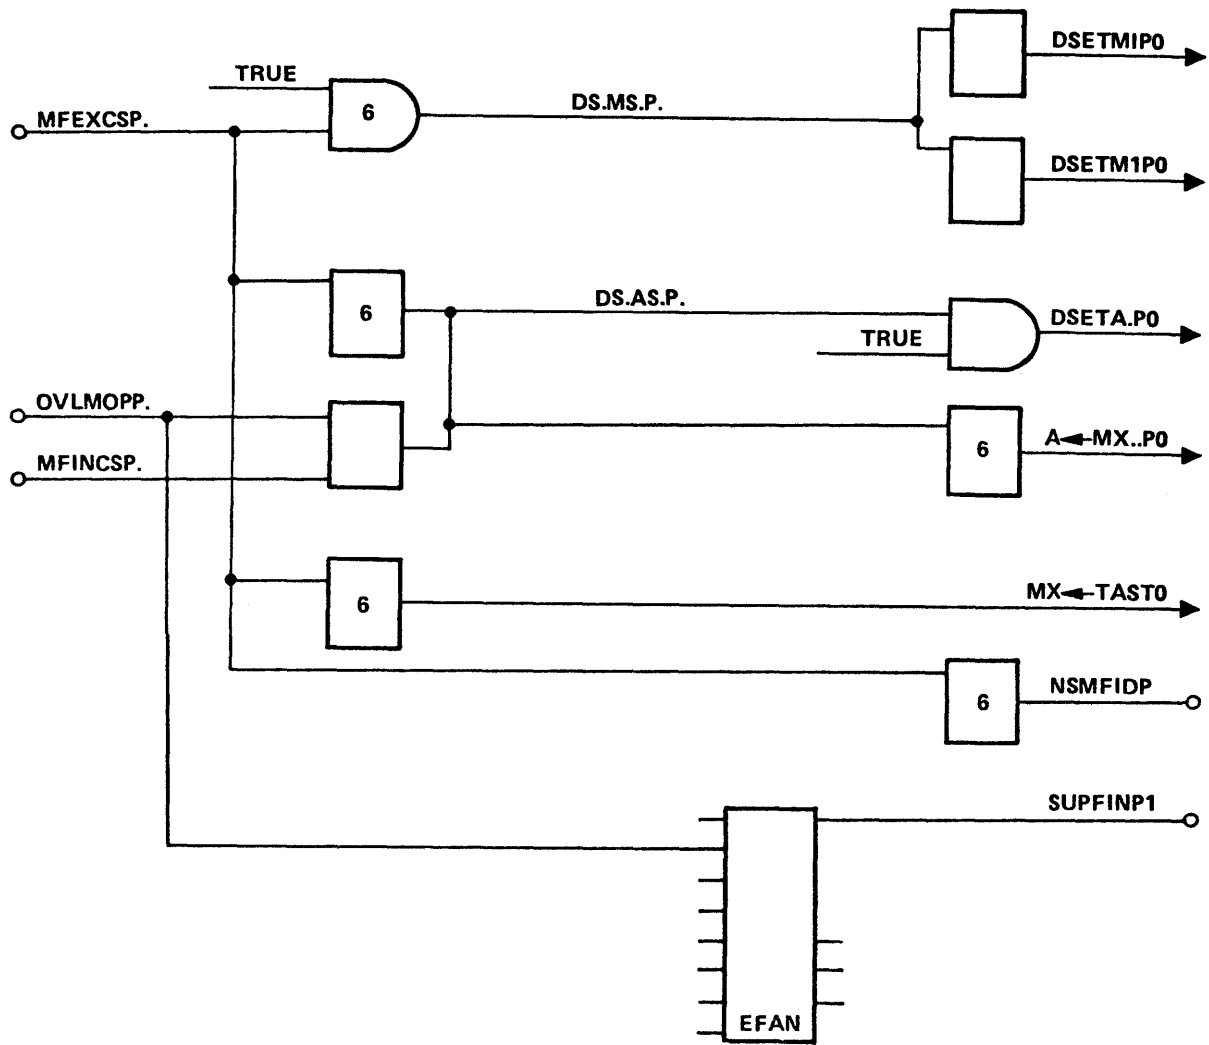 DSETMIP0
TRUE
DS.MS.P.
MFEXCSP.
6
DSETM1P0
DS.AS.P.
6
DSETA.P0
TRUE
OVLMOPP.
A←MX..P0
6
MFINCSP.
MX←TAST0
6
NSMFIDP
6
SUPFINP1
EFAN